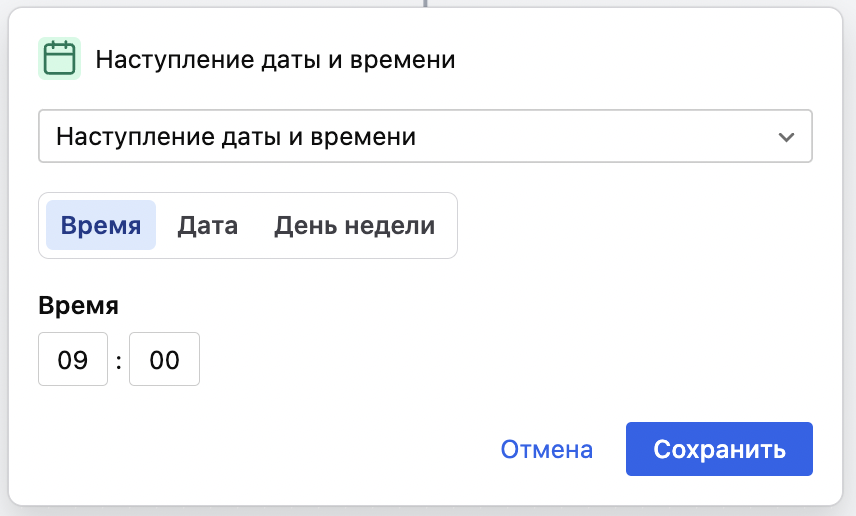 Наступление даты и времени
Наступление даты и времени
Время Дата День недели
Время
09 : 00
Отмена Сохранить